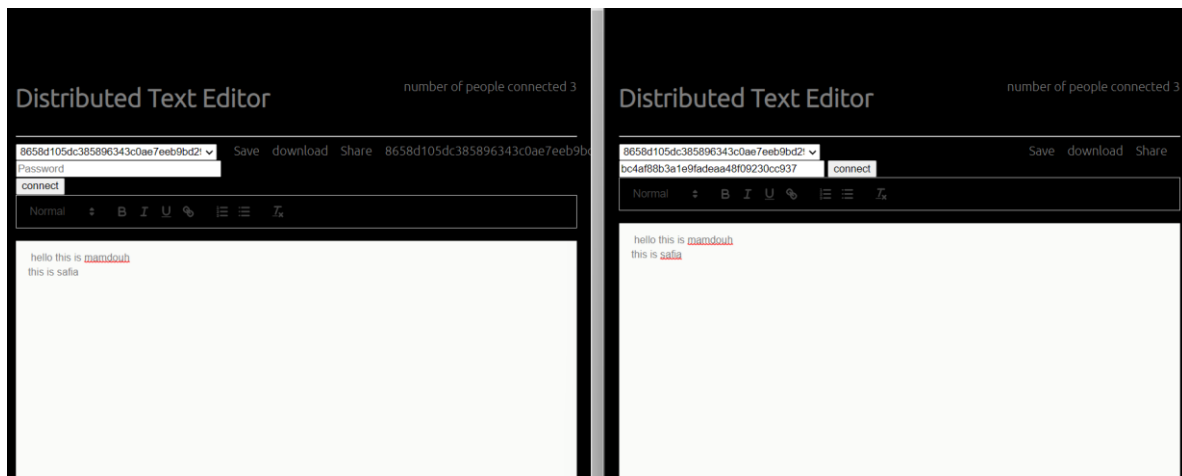 number of people connected 3
Distributed Text Editor
8658d105dc385896343c0ae7eeb9bd2
Save download Share 8658d105dc385896343c0ae7eeb9b
Password
connect
Normal B I U
hello this is mamdouh
this is safia
number of people connected 3
Distributed Text Editor
8658d105dc385896343c0ae7eeb9bd2
Save download Share
bc4af88b3a1e9fadeaa48f09230cc937 connect
Normal B I U
hello this is mamdouh
this is safia